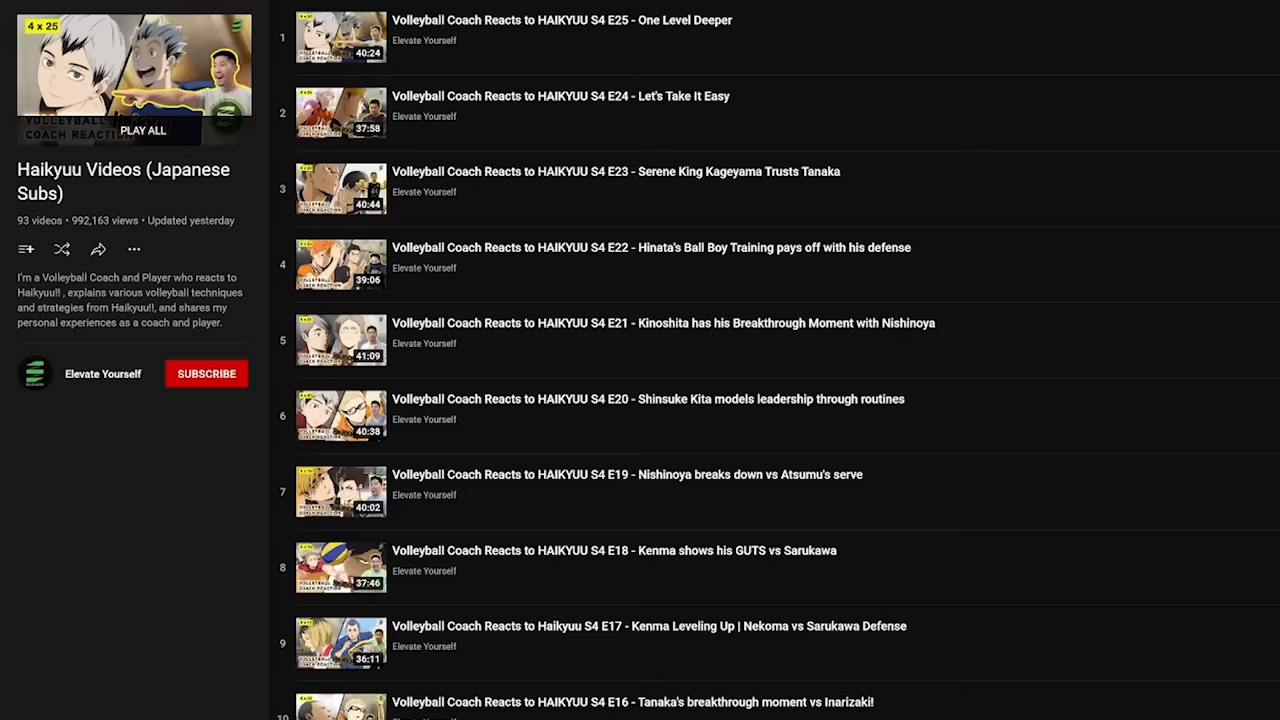 4 x 25
VOLLEYBALL
COACH REACTION
PLAY ALL
Haikyuu Videos (Japanese
Subs)
93 videos • 992,163 views • Updated yesterday
I'm a Volleyball Coach and Player who reacts to
Haikyuu!! , explains various volleyball techniques
and strategies from Haikyuu!!, and shares my
personal experiences as a coach and player.
Elevate Yourself
SUBSCRIBE
1
40:24
Volleyball Coach Reacts to HAIKYUU S4 E25 - One Level Deeper
Elevate Yourself
2
37:58
Volleyball Coach Reacts to HAIKYUU S4 E24 - Let's Take It Easy
Elevate Yourself
3
40:44
Volleyball Coach Reacts to HAIKYUU S4 E23 - Serene King Kageyama Trusts Tanaka
Elevate Yourself
4
39:06
Volleyball Coach Reacts to HAIKYUU S4 E22 - Hinata's Ball Boy Training pays off with his defense
Elevate Yourself
5
41:09
Volleyball Coach Reacts to HAIKYUU S4 E21 - Kinoshita has his Breakthrough Moment with Nishinoya
Elevate Yourself
6
40:38
Volleyball Coach Reacts to HAIKYUU S4 E20 - Shinsuke Kita models leadership through routines
Elevate Yourself
7
40:02
Volleyball Coach Reacts to HAIKYUU S4 E19 - Nishinoya breaks down vs Atsumu's serve
Elevate Yourself
8
37:46
Volleyball Coach Reacts to HAIKYUU S4 E18 - Kenma shows his GUTS vs Sarukawa
Elevate Yourself
9
36:11
Volleyball Coach Reacts to Haikyuu S4 E17 - Kenma Leveling Up | Nekoma vs Sarukawa Defense
Elevate Yourself
10
Volleyball Coach Reacts to HAIKYUU S4 E16 - Tanaka's breakthrough moment vs Inarizaki!